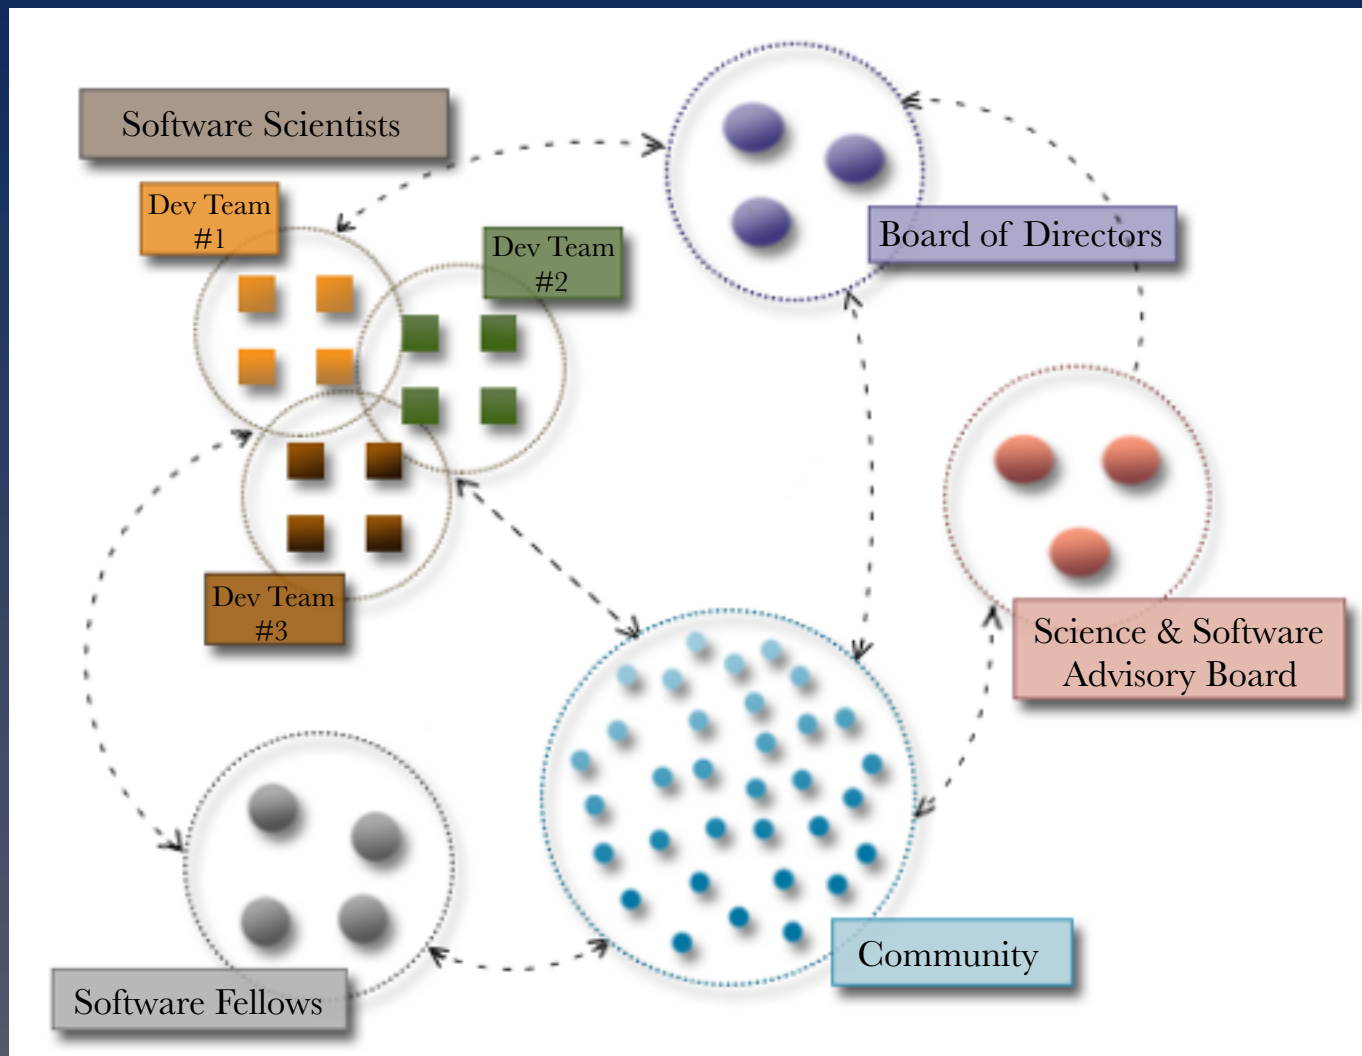 Software Scientists
Dev Team
#1
Dev Team
#2
Board of Directors
Dev Team
#3
Science & Software
Advisory Board
Community
Software Fellows